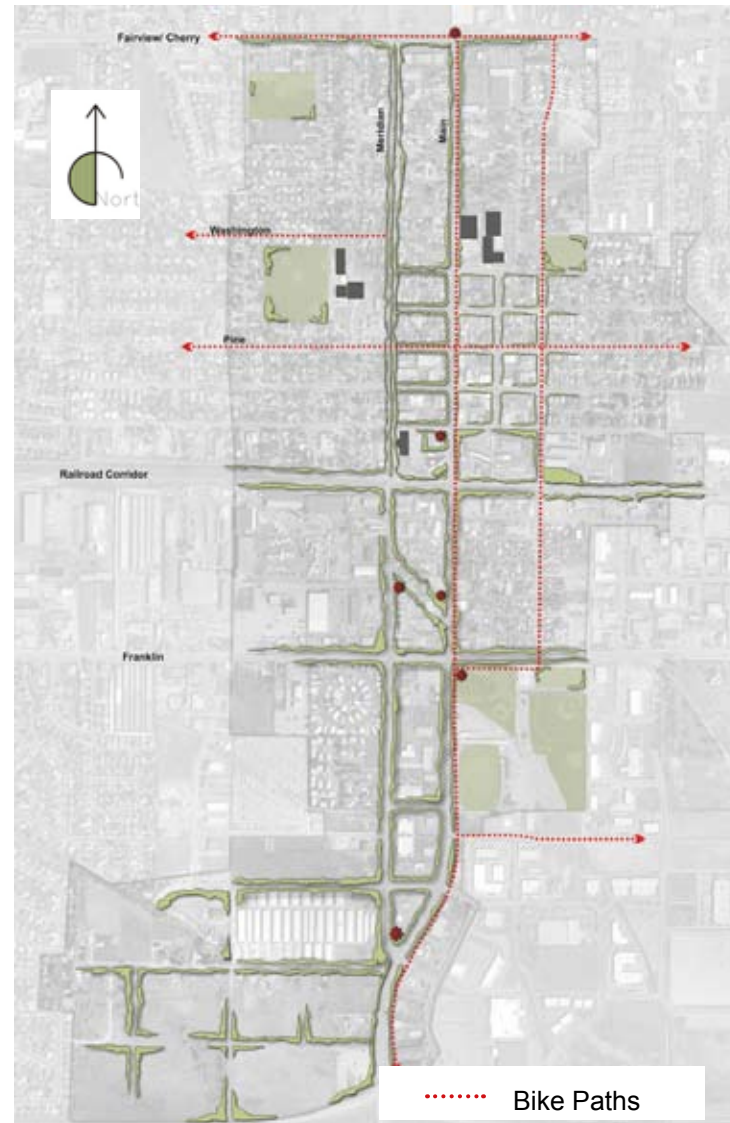 Fairview/ Cherry
Meridian
Main
Nort
Washington
Pine
Railroad Corridor
Franklin
Bike Paths